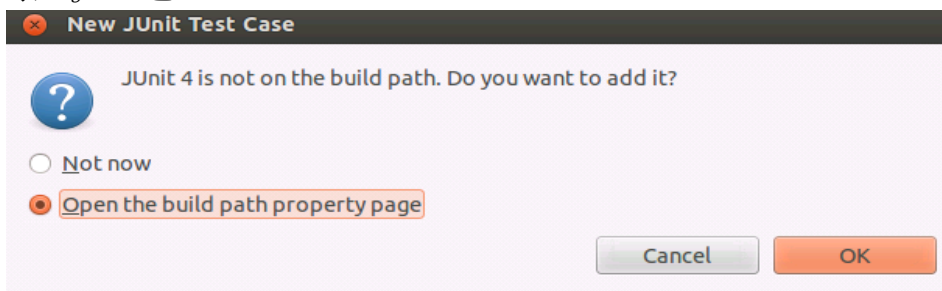 New JUnit Test Case
JUnit 4 is not on the build path. Do you want to add it?
Not now
Open the build path property page
Cancel
OK